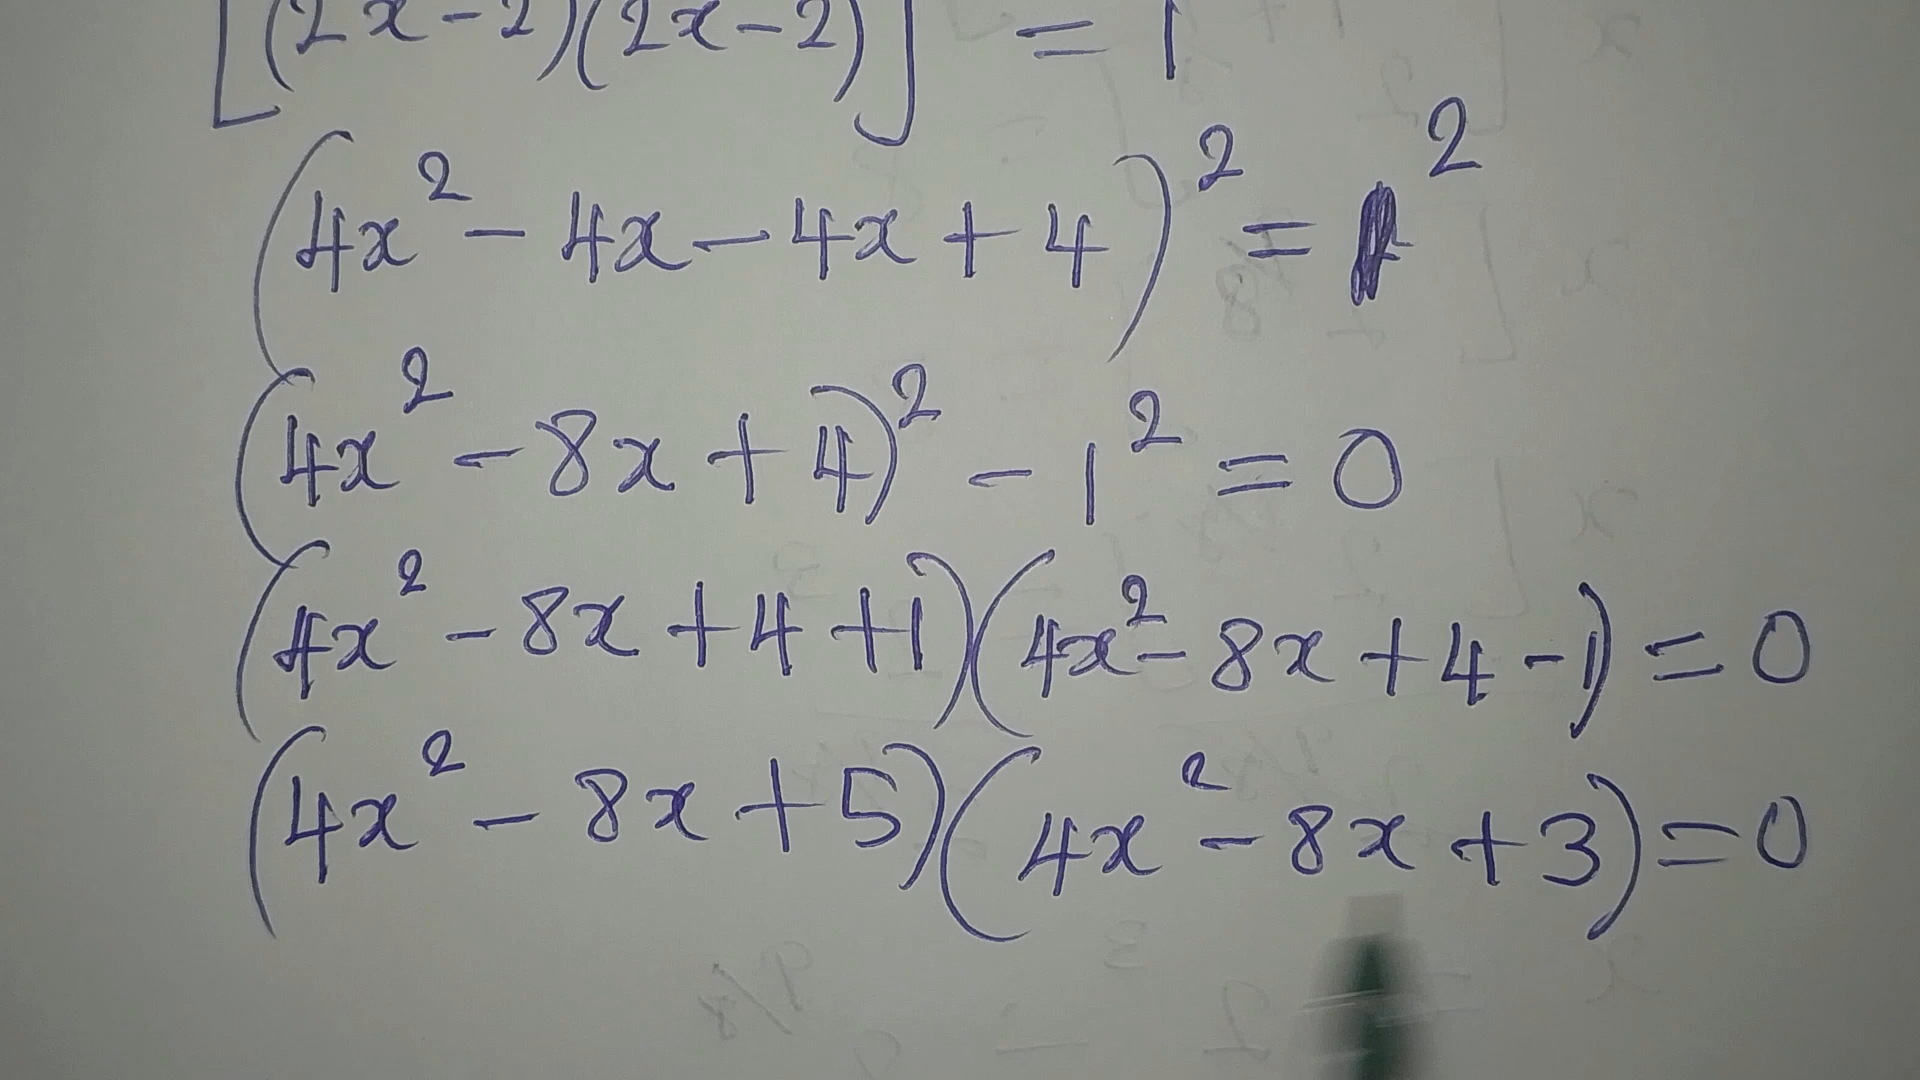 [(2x-2)(2x-2)] = 1
(4x² - 4x - 4x + 4)² = 1²
(4x² - 8x + 4)² - 1² = 0
(4x² - 8x + 4 + 1)(4x² - 8x + 4 - 1) = 0
(4x² - 8x + 5)(4x² - 8x + 3) = 0